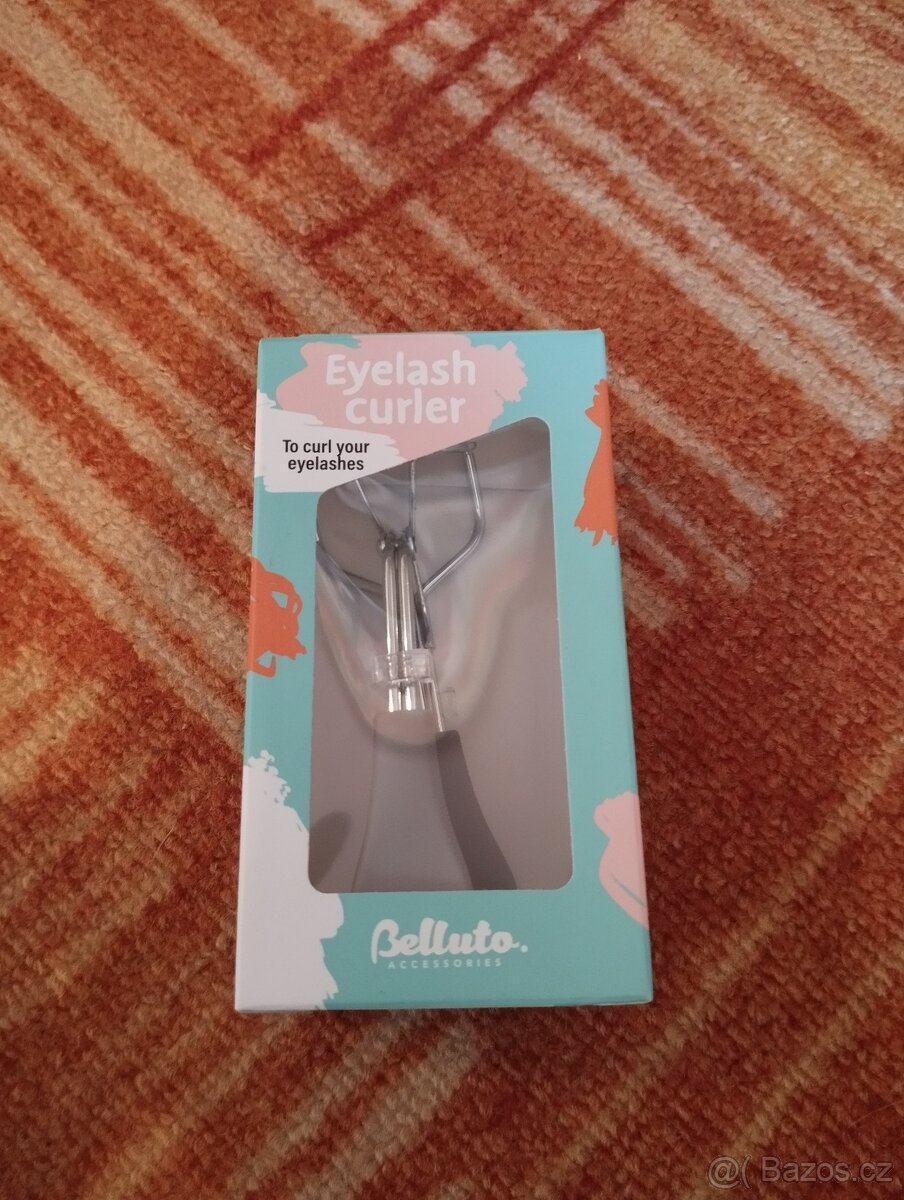 Eyelash
curler
To curl your
eyelashes
Belluto.
ACCESSORIES
@( Bazos.cz